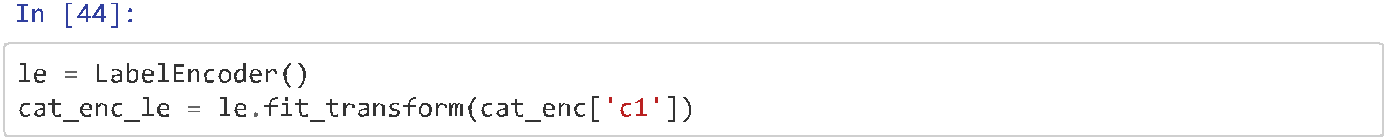 In [44]:
le = LabelEncoder()
cat_enc_le = le.fit_transform(cat_enc['c1'])